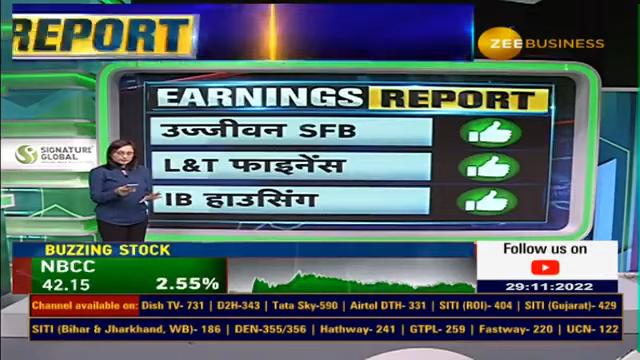 REPORT
ZEEBUSINESS
EARNINGS REPORT
उज्जीवन SFB
L&T फाइनेंस
IB हाउसिंग
SIGNATURE
GLOBAL
BUZZING STOCK
NBCC
42.15 2.55%
Follow us on
29:11:2022
Channel available on: Dish TV- 731 | D2H-343 | Tata Sky-590 | Airtel DTH- 331 | SITI (ROI)- 404 | SITI (Gujarat)- 429
SITI (Bihar & Jharkhand, WB)- 186 | DEN-355/356 | Hathway- 241 | GTPL- 259 | Fastway- 220 | UCN- 122